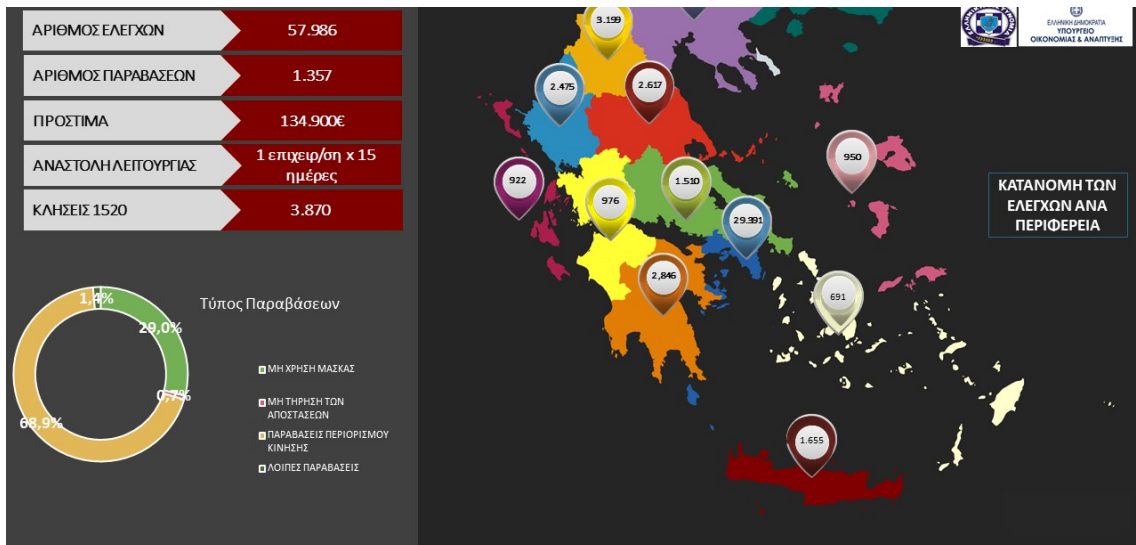 ΑΡΙΘΜΟΣ ΕΛΕΓΧΩΝ
57.986
ΑΡΙΘΜΟΣ ΠΑΡΑΒΑΣΕΩΝ
1.357
ΠΡΟΣΤΙΜΑ
134.900€
ΑΝΑΣΤΟΛΗ ΛΕΙΤΟΥΡΓΙΑΣ
1 επιχειρ/ση x 15
ημέρες
ΚΛΗΣΕΙΣ 1520
3.870
Τύπος Παραβάσεων
1,4%
29,0%
0,7%
68,9%
ΜΗ ΧΡΗΣΗ ΜΑΣΚΑΣ
ΜΗ ΤΗΡΗΣΗ ΤΩΝ
ΑΠΟΣΤΑΣΕΩΝ
ΠΑΡΑΒΑΣΕΙΣ ΠΕΡΙΟΡΙΣΜΟΥ
ΚΙΝΗΣΗΣ
ΛΟΙΠΕΣ ΠΑΡΑΒΑΣΕΙΣ
3.199
2.475
2.617
950
922
976
1.510
29.391
2,846
691
1.655
ΕΛΛΗΝΙΚΗ ΔΗΜΟΚΡΑΤΙΑ
ΥΠΟΥΡΓΕΙΟ
ΟΙΚΟΝΟΜΙΑΣ & ΑΝΑΠΤΥΞΗΣ
ΚΑΤΑΝΟΜΗ ΤΩΝ
ΕΛΕΓΧΩΝ ΑΝΑ
ΠΕΡΙΦΕΡΕΙΑ